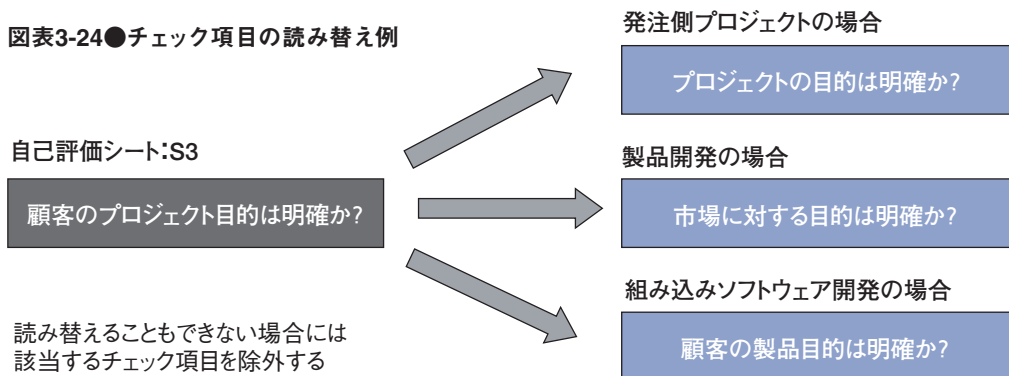 図表3-24●チェック項目の読み替え例
自己評価シート:S3
顧客のプロジェクト目的は明確か?
読み替えることもできない場合には
該当するチェック項目を除外する
発注側プロジェクトの場合
プロジェクトの目的は明確か?
製品開発の場合
市場に対する目的は明確か?
組み込みソフトウェア開発の場合
顧客の製品目的は明確か?